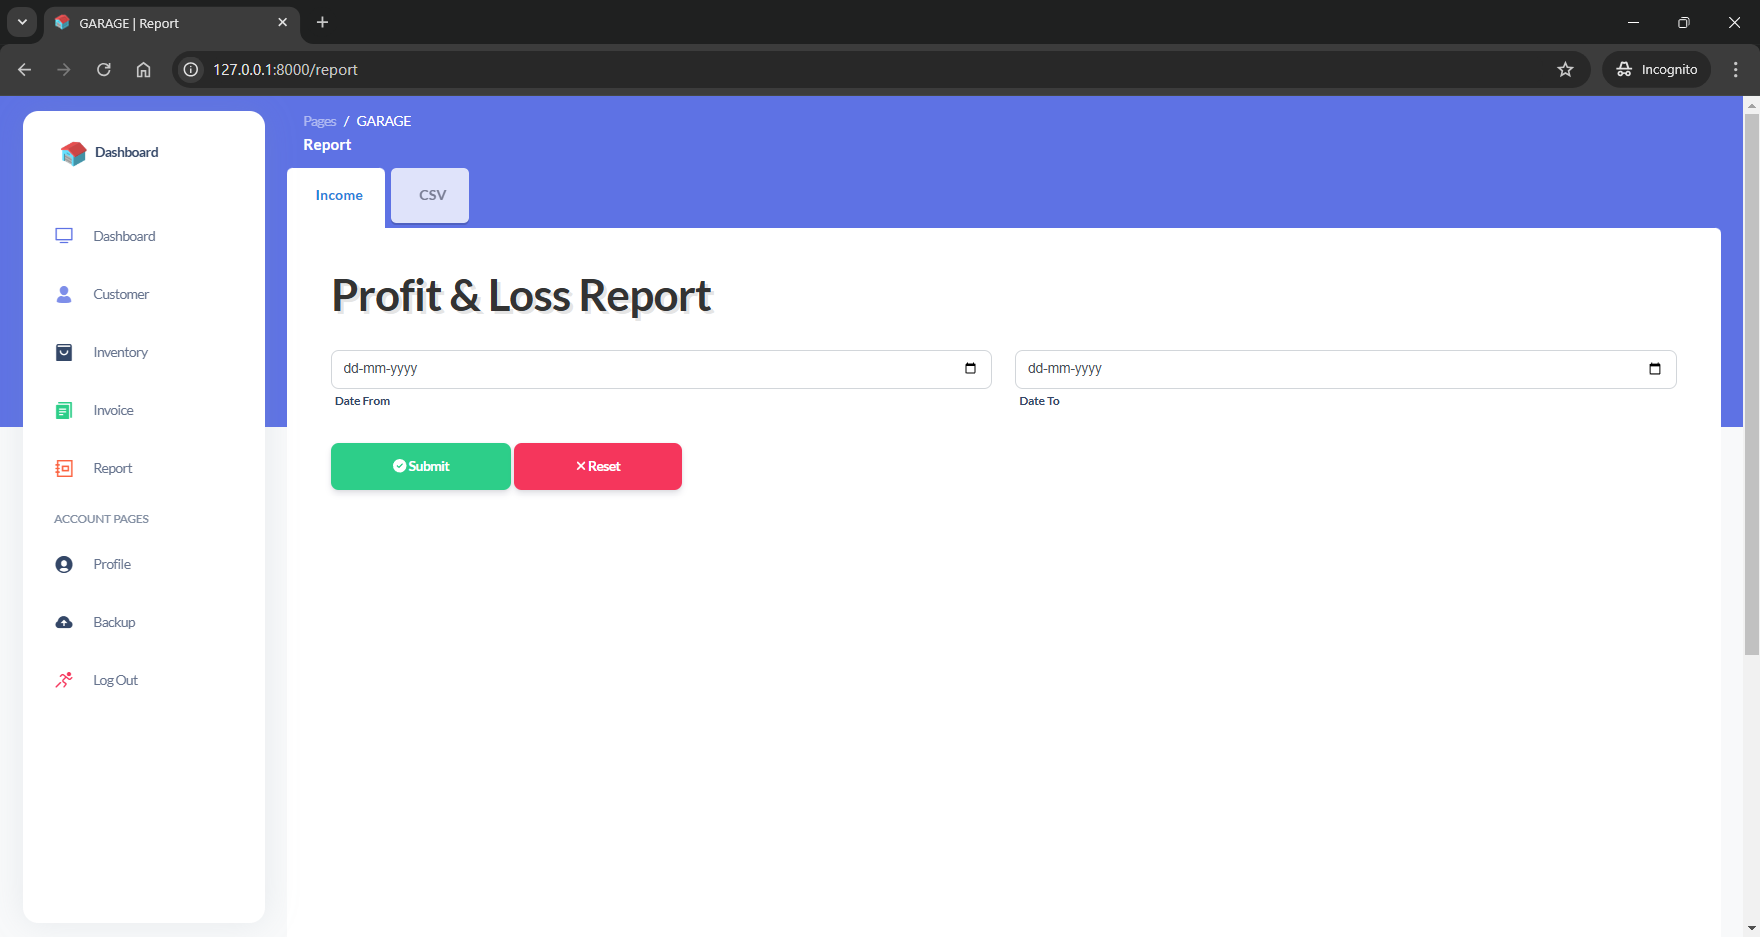 GARAGE | Report
127.0.0.1:8000/report
Incognito
Dashboard
Dashboard
Customer
Inventory
Invoice
Report
ACCOUNT PAGES
Profile
Backup
Log Out
Pages / GARAGE
Report
Income
CSV
Profit & Loss Report
dd-mm-yyyy
Date From
dd-mm-yyyy
Date To
Submit
Reset